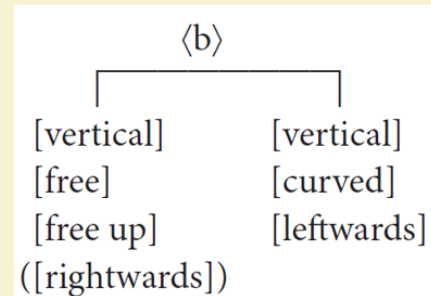 ⟨b⟩
[vertical] [vertical]
[free] [curved]
[free up] [leftwards]
([rightwards])